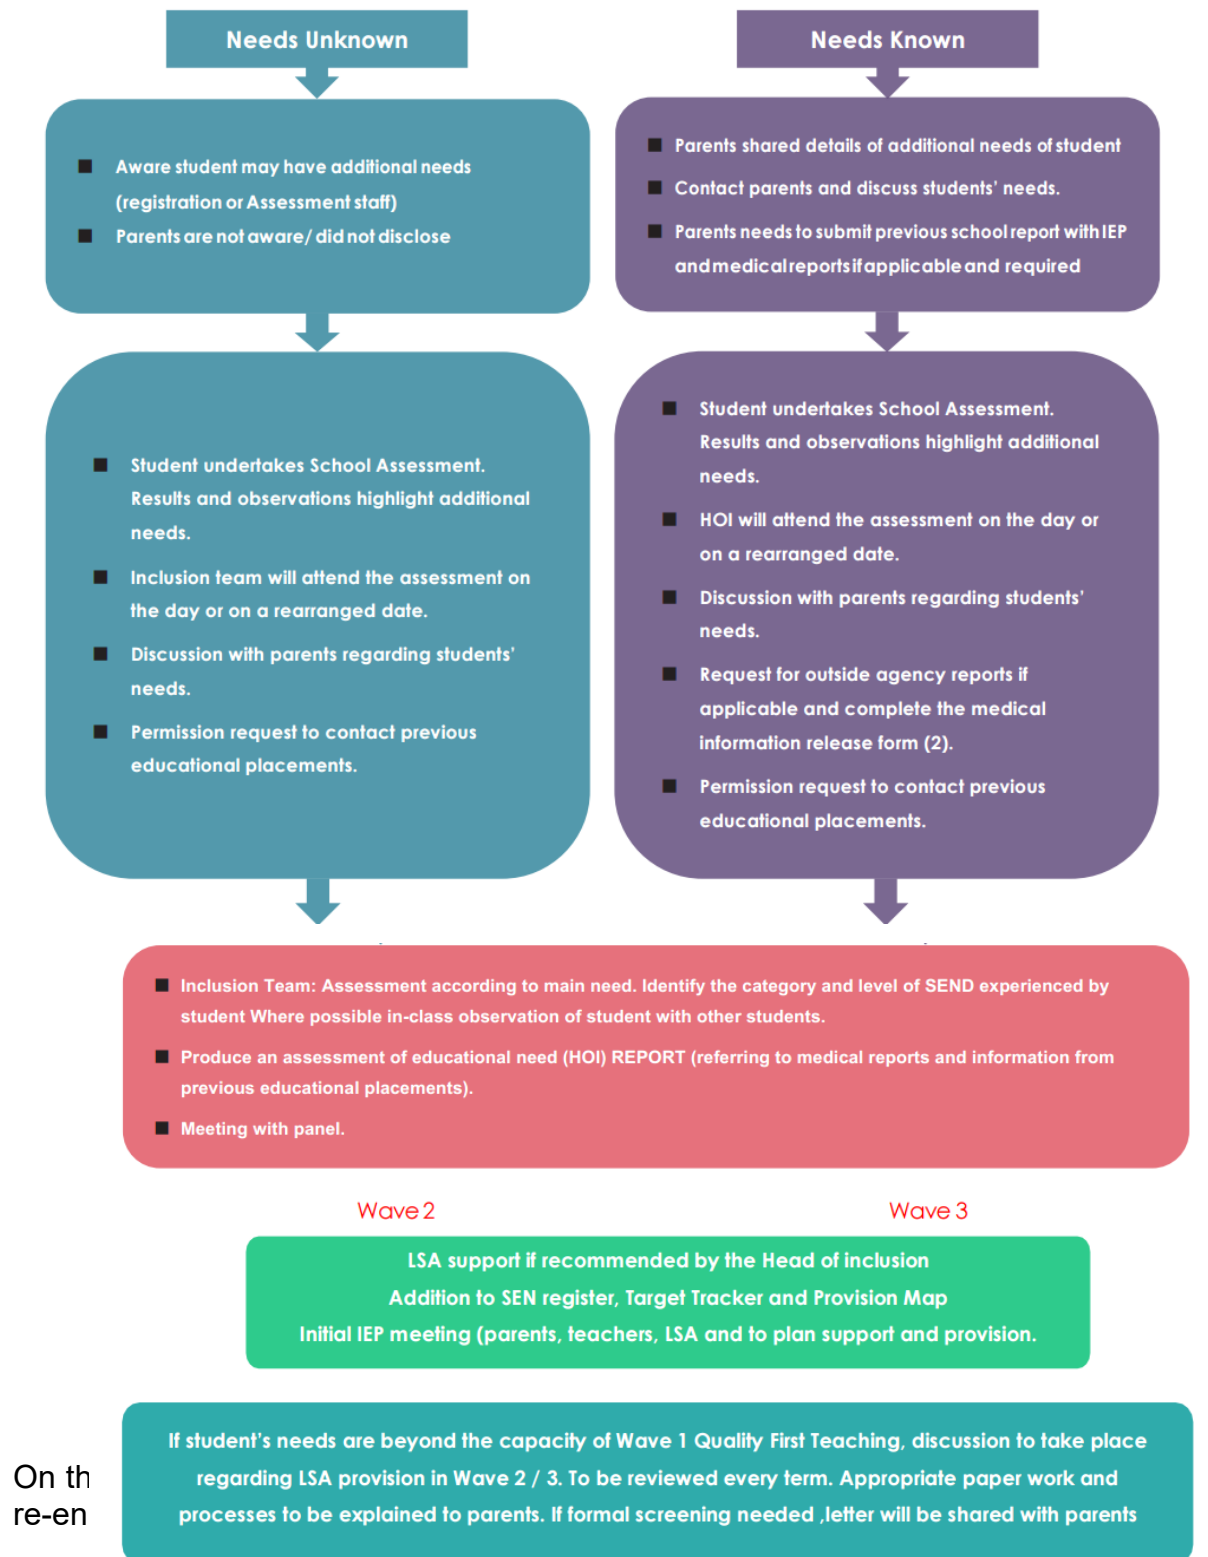 Needs Unknown
Aware student may have additional needs
(registration or Assessment staff)
Parents are not aware/ did not disclose
Student undertakes School Assessment.
Results and observations highlight additional
needs.
Inclusion team will attend the assessment on
the day or on a rearranged date.
Discussion with parents regarding students’
needs.
Permission request to contact previous
educational placements.
Needs Known
Parents shared details of additional needs of student
Contact parents and discuss students’ needs.
Parents needs to submit previous school report with IEP
and medical reports if applicable and required
Student undertakes School Assessment.
Results and observations highlight additional
needs.
HOI will attend the assessment on the day or
on a rearranged date.
Discussion with parents regarding students’
needs.
Request for outside agency reports if
applicable and complete the medical
information release form (2).
Permission request to contact previous
educational placements.
Inclusion Team: Assessment according to main need. Identify the category and level of SEND experienced by
student Where possible in-class observation of student with other students.
Produce an assessment of educational need (HOI) REPORT (referring to medical reports and information from
previous educational placements).
Meeting with panel.
Wave 2
Wave 3
LSA support if recommended by the Head of inclusion
Addition to SEN register, Target Tracker and Provision Map
Initial IEP meeting (parents, teachers, LSA and to plan support and provision.
If student’s needs are beyond the capacity of Wave 1 Quality First Teaching, discussion to take place
regarding LSA provision in Wave 2 / 3. To be reviewed every term. Appropriate paper work and
processes to be explained to parents. If formal screening needed ,letter will be shared with parents
On
re-en